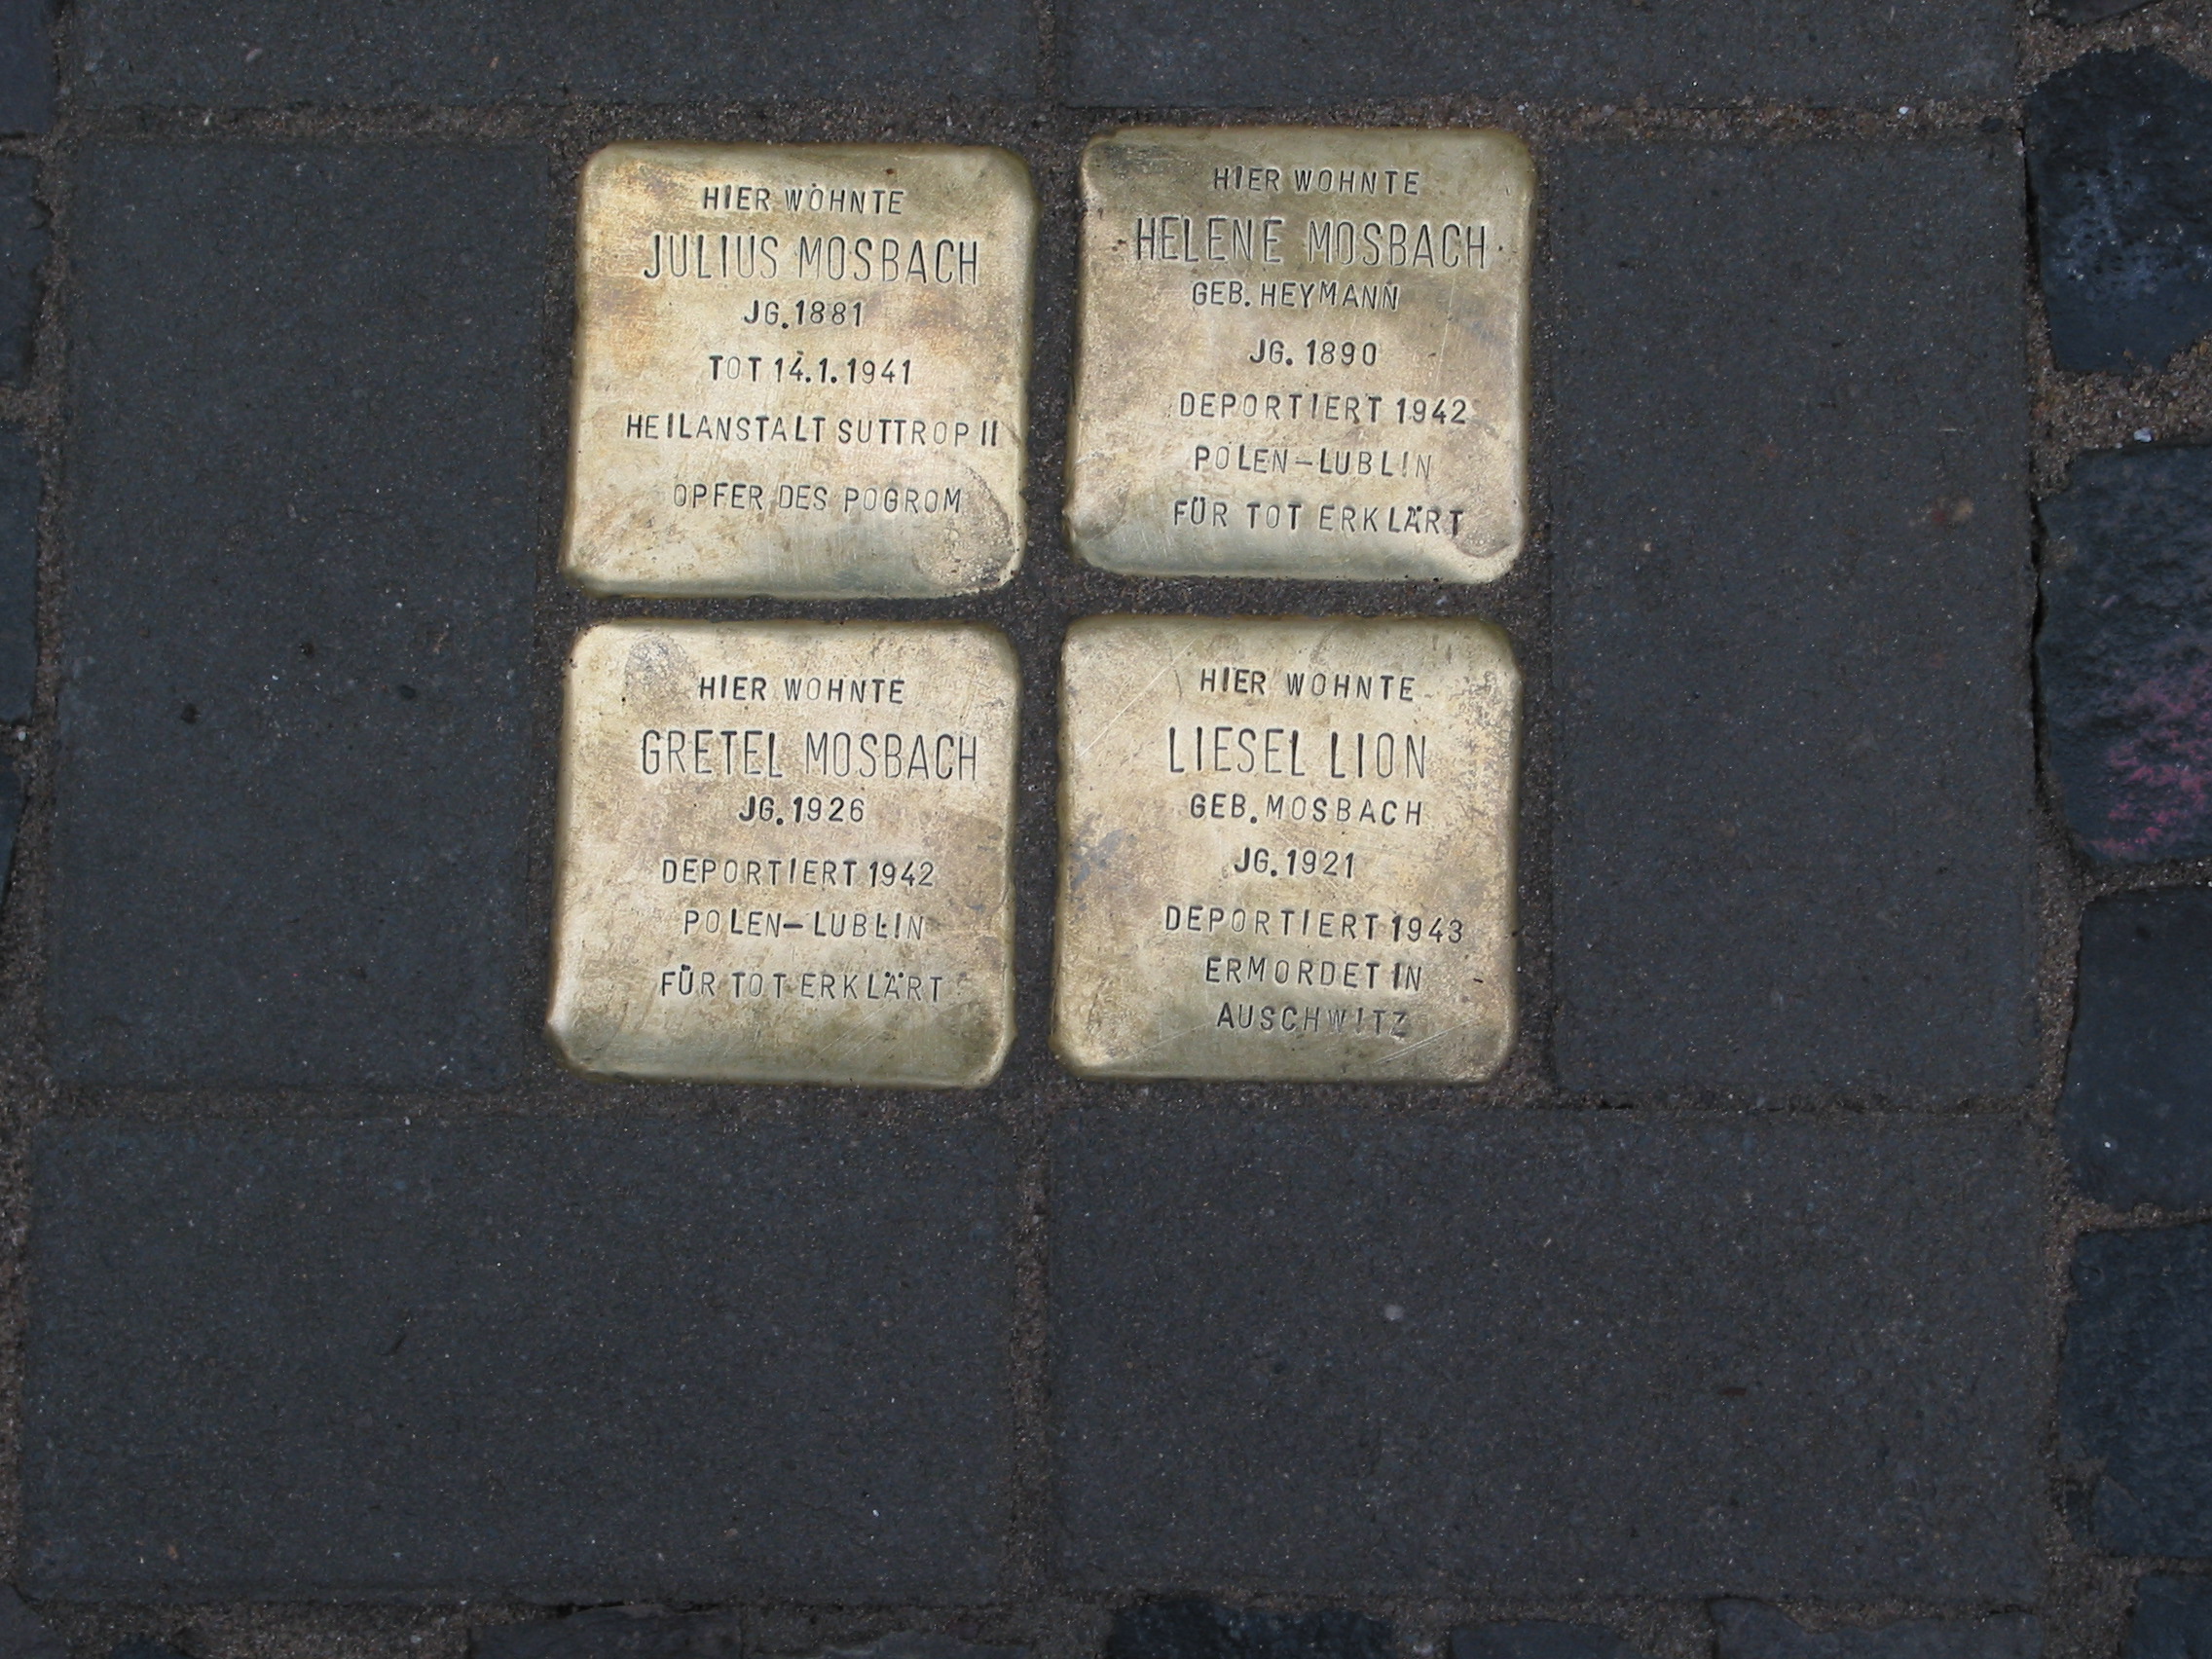 HIER WOHNTE
JULIUS MOSBACH
JG. 1881
TOT 14.1.1941
HEILANSTALT SUTTROP II
OPFER DES POGROM
HIER WOHNTE
HELENE MOSBACH
GEB. HEYMANN
JG. 1890
DEPORTIERT 1942
POLEN-LUBLIN
FÜR TOT ERKLÄRT
HIER WOHNTE
GRETEL MOSBACH
JG. 1926
DEPORTIERT 1942
POLEN-LUBLIN
FÜR TOT ERKLÄRT
HIER WOHNTE
LIESEL LION
GEB. MOSBACH
JG. 1921
DEPORTIERT 1943
ERMORDET IN
AUSCHWITZ